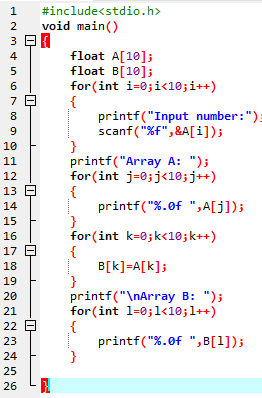 1 #include<stdio.h>
2 void main()
3 {
4 float A[10];
5 float B[10];
6 for(int i=0;i<10;i++)
7 {
8 printf("Input number:");
9 scanf("%f",&A[i]);
10 }
11 printf("Array A: ");
12 for(int j=0;j<10;j++)
13 {
14 printf("%.0f ",A[j]);
15 }
16 for(int k=0;k<10;k++)
17 {
18 B[k]=A[k];
19 }
20 printf("\nArray B: ");
21 for(int l=0;l<10;l++)
22 {
23 printf("%.0f ",B[l]);
24 }
25
26 }